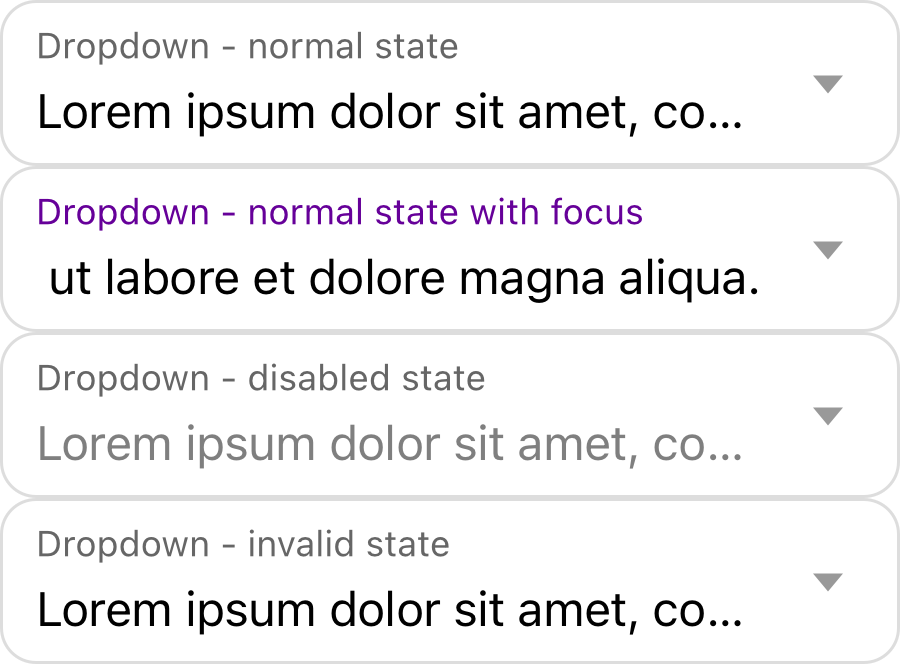 Dropdown - normal state
Lorem ipsum dolor sit amet, co...
Dropdown - normal state with focus
ut labore et dolore magna aliqua.
Dropdown - disabled state
Lorem ipsum dolor sit amet, co...
Dropdown - invalid state
Lorem ipsum dolor sit amet, co...